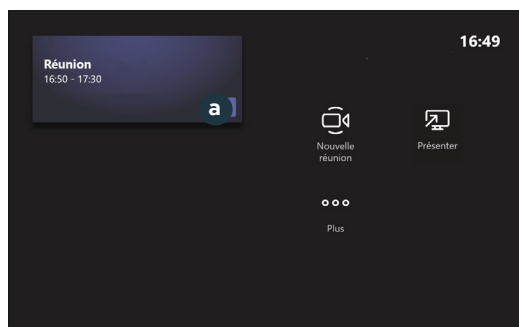 16:49
Réunion
16:50 - 17:30
a
Nouvelle
réunion
Présenter
Plus